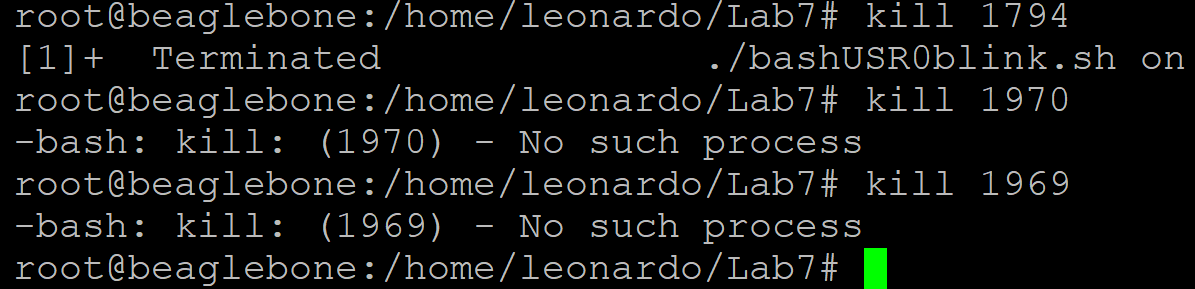 root@beaglebone:/home/leonardo/Lab7# kill 1794
[1]+  Terminated              ./bashUSR0blink.sh on
root@beaglebone:/home/leonardo/Lab7# kill 1970
-bash: kill: (1970) - No such process
root@beaglebone:/home/leonardo/Lab7# kill 1969
-bash: kill: (1969) - No such process
root@beaglebone:/home/leonardo/Lab7#